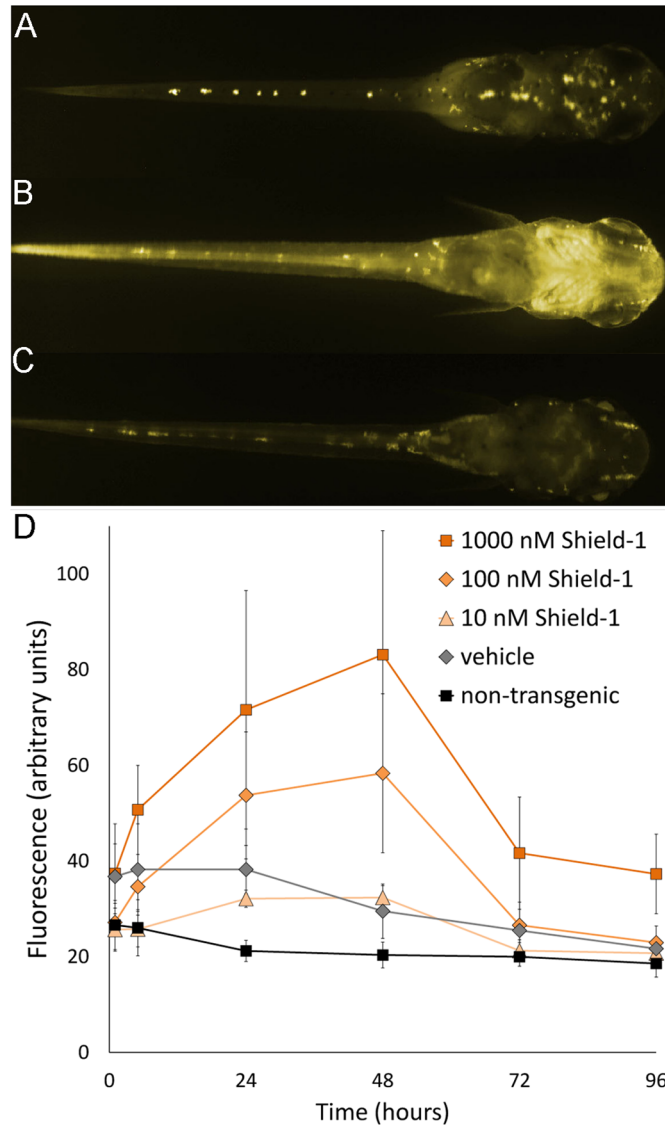 A
B
C
D
1000 nM Shield-1
100 nM Shield-1
10 nM Shield-1
vehicle
non-transgenic
Fluorescence (arbitrary units)
100
80
60
40
20
0
0 24 48 72 96
Time (hours)